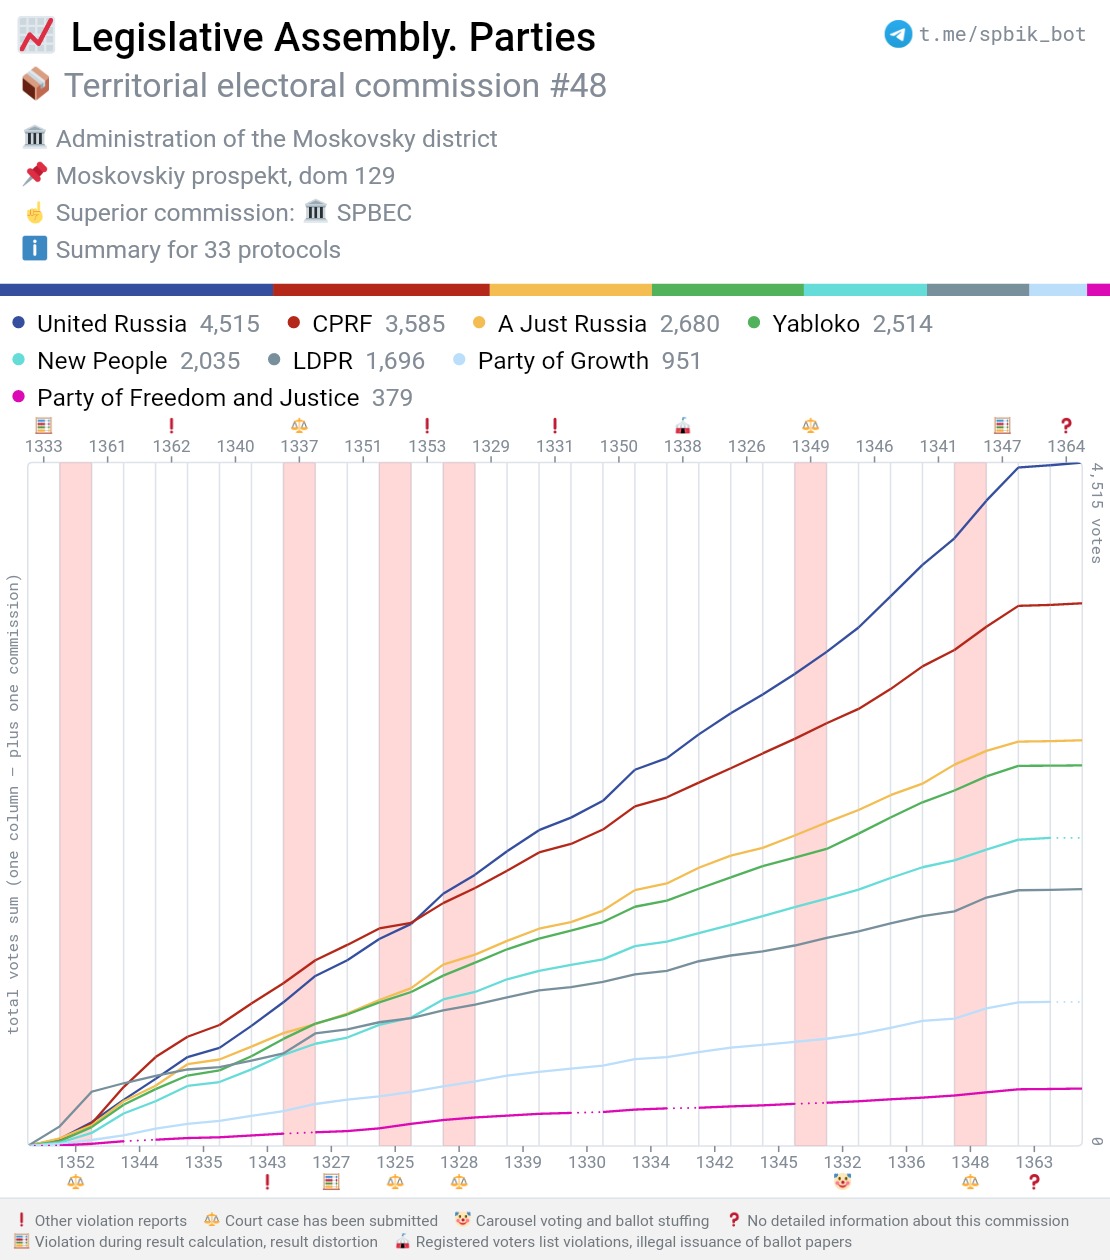 Legislative Assembly. Parties
t.me/spbik_bot
Territorial electoral commission #48
Administration of the Moskovsky district
Moskovskiy prospekt, dom 129
Superior commission: SPBEC
Summary for 33 protocols
United Russia 4,515 CPRF 3,585 A Just Russia 2,680 Yabloko 2,514
New People 2,035 LDPR 1,696 Party of Growth 951
Party of Freedom and Justice 379
1333 1361 1362 1340 1337 1351 1353 1329 1331 1350 1338 1326 1349 1346 1341 1347 1364
4,515 votes
total votes sum (one column – plus one commission)
0
1352 1344 1335 1343 1327 1325 1328 1339 1330 1334 1342 1345 1332 1336 1348 1363
Other violation reports Court case has been submitted Carousel voting and ballot stuffing No detailed information about this commission
Violation during result calculation, result distortion Registered voters list violations, illegal issuance of ballot papers